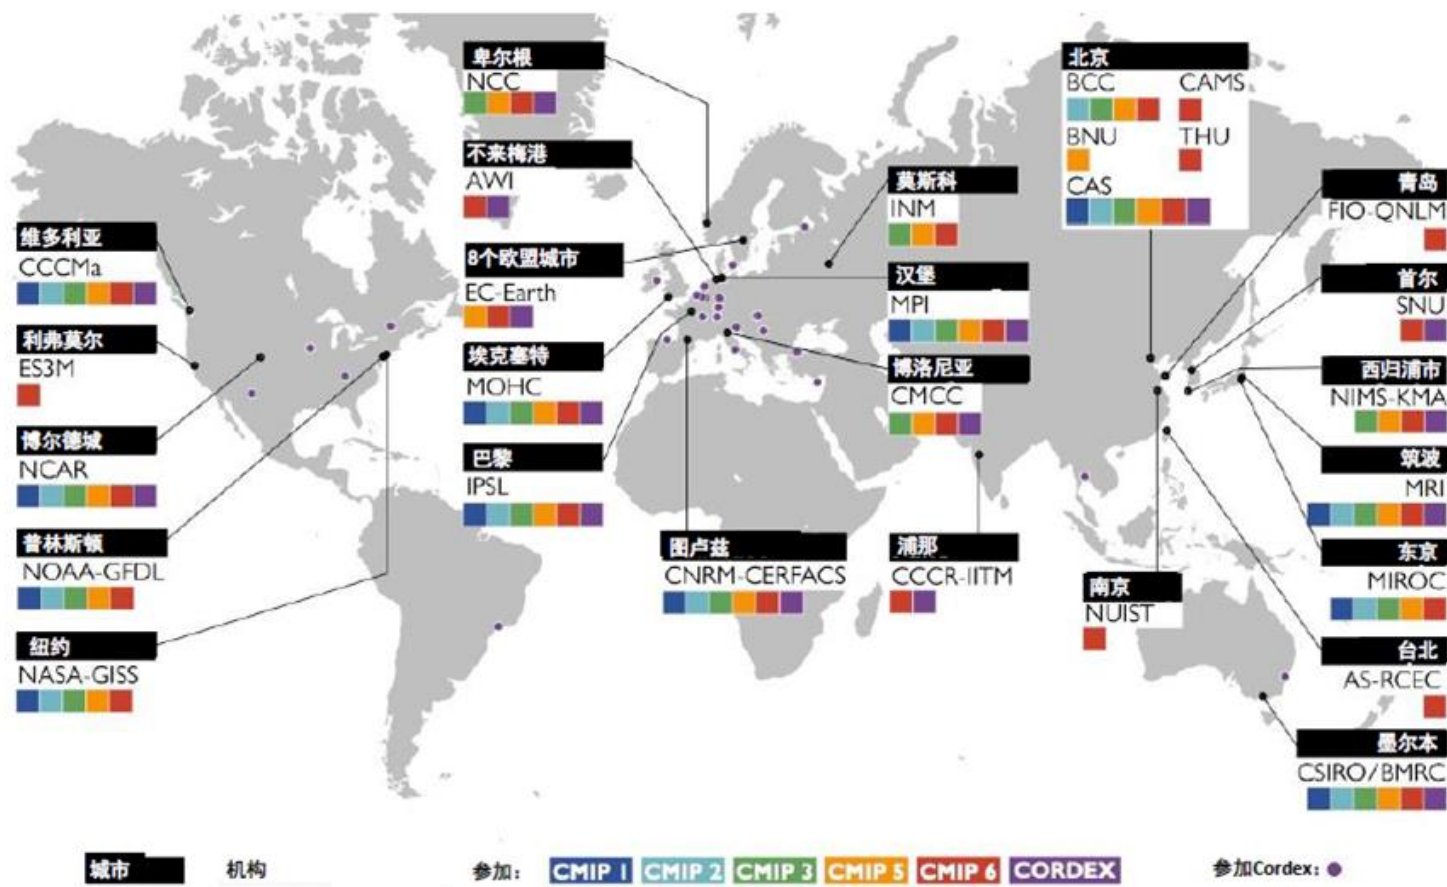 卑尔根
NCC
不来梅港
AWI
8个欧盟城市
EC-Earth
埃克塞特
MOHC
巴黎
IPSL
维多利亚
CCCMa
利弗莫尔
ES3M
博尔德城
NCAR
普林斯顿
NOAA-GFDL
纽约
NASA-GISS
图卢兹
CNRM-CERFACS
莫斯科
INM
汉堡
MPI
博洛尼亚
CMCC
浦那
CCCR-IITM
北京
BCC CAMS
BNU THU
CAS
南京
NUIST
青岛
FIO-QNLM
首尔
SNU
西归浦市
NIMS-KMA
筑波
MRI
东京
MIROC
台北
AS-RCEC
墨尔本
CSIRO/BMRC
城市 机构 参加： CMIP 1 CMIP 2 CMIP 3 CMIP 5 CMIP 6 CORDEX 参加Cordex：